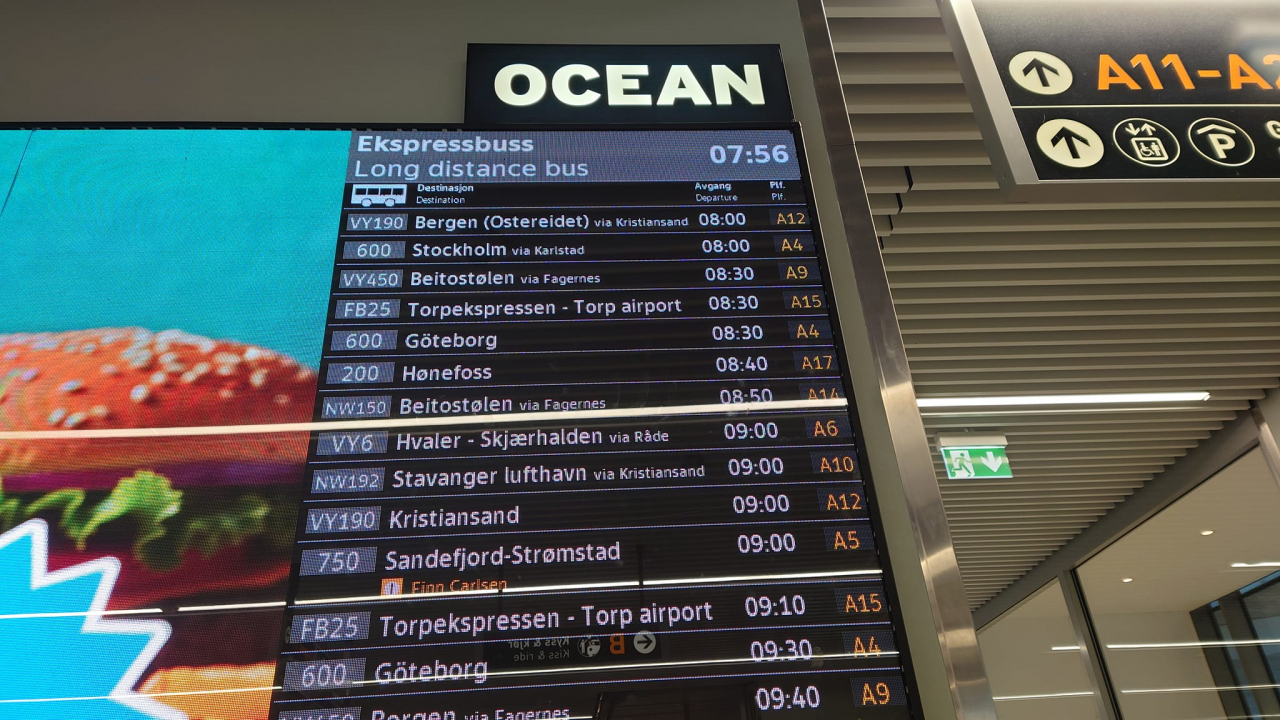 OCEAN
A11-A2
P
Ekspressbuss
Long distance bus
07:56
Destinasjon Avgang Plf.
Destination Departure Plf.
VY190 Bergen (Ostereidet) via Kristiansand 08:00 A12
600 Stockholm via Karlstad 08:00 A4
VY450 Beitostølen via Fagernes 08:30 A9
FB25 Torpekspressen - Torp airport 08:30 A15
600 Göteborg 08:30 A4
200 Hønefoss 08:40 A17
NW150 Beitostølen via Fagernes 08:50 A14
VY6 Hvaler - Skjærhalden via Råde 09:00 A6
NW192 Stavanger lufthavn via Kristiansand 09:00 A10
VY190 Kristiansand 09:00 A12
750 Sandefjord-Strømstad 09:00 A5
Finn Carlsen
FB25 Torpekspressen - Torp airport 09:10 A15
Kyss & kjør
Kiss & ride
B
600 Göteborg 09:30 A4
Bergen via Fagernes 09:40 A9